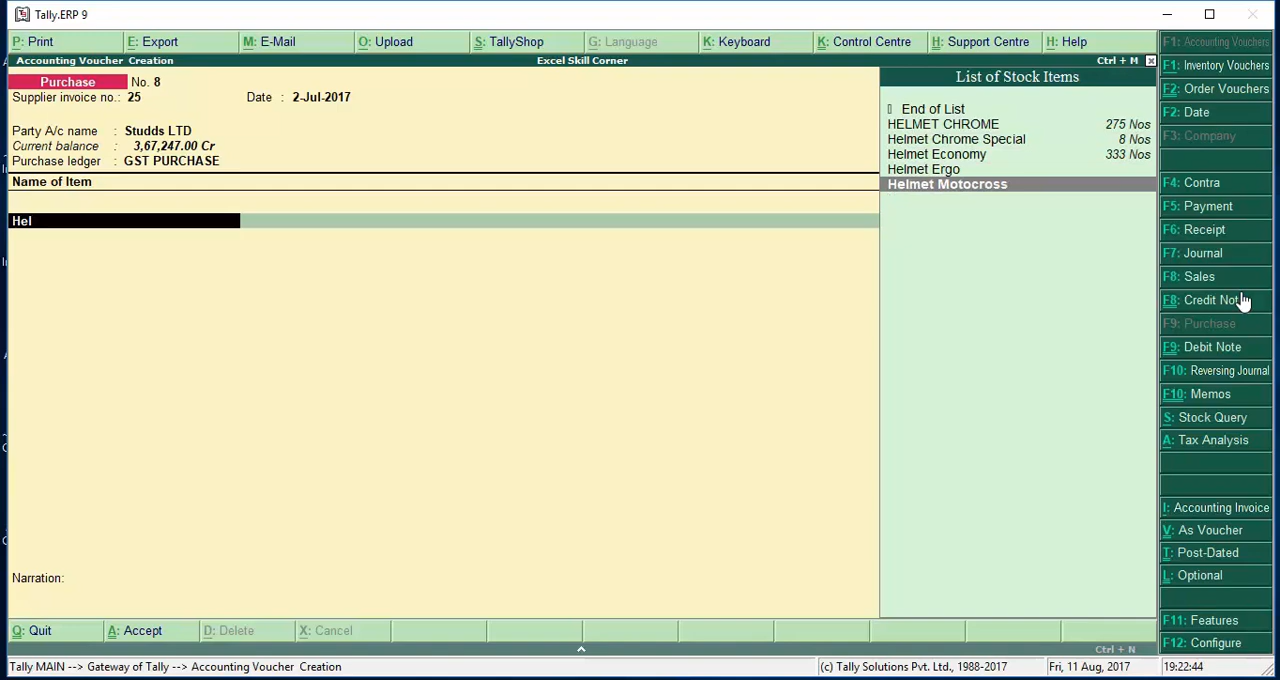 Tally.ERP 9
P: Print E: Export M: E-Mail O: Upload S: TallyShop G: Language K: Keyboard K: Control Centre H: Support Centre H: Help
Accounting Voucher Creation Excel Skill Corner Ctrl + M
Purchase No. 8
Supplier invoice no.: 25 Date : 2-Jul-2017
Party A/c name : Studds LTD
Current balance : 3,67,247.00 Cr
Purchase ledger : GST PURCHASE
Name of Item
Hel
Narration:
List of Stock Items
End of List
HELMET CHROME 275 Nos
Helmet Chrome Special 8 Nos
Helmet Economy 333 Nos
Helmet Ergo
Helmet Motocross
F1: Accounting Vouchers
F1: Inventory Vouchers
F2: Order Vouchers
F2: Date
F3: Company
F4: Contra
F5: Payment
F6: Receipt
F7: Journal
F8: Sales
F8: Credit Not
F9: Purchase
F9: Debit Note
F10: Reversing Journal
F10: Memos
S: Stock Query
A: Tax Analysis
I: Accounting Invoice
V: As Voucher
T: Post-Dated
L: Optional
F11: Features
F12: Configure
Q: Quit A: Accept D: Delete X: Cancel
Ctrl + N
Tally MAIN --> Gateway of Tally --> Accounting Voucher Creation (c) Tally Solutions Pvt. Ltd., 1988-2017 Fri, 11 Aug, 2017 19:22:44